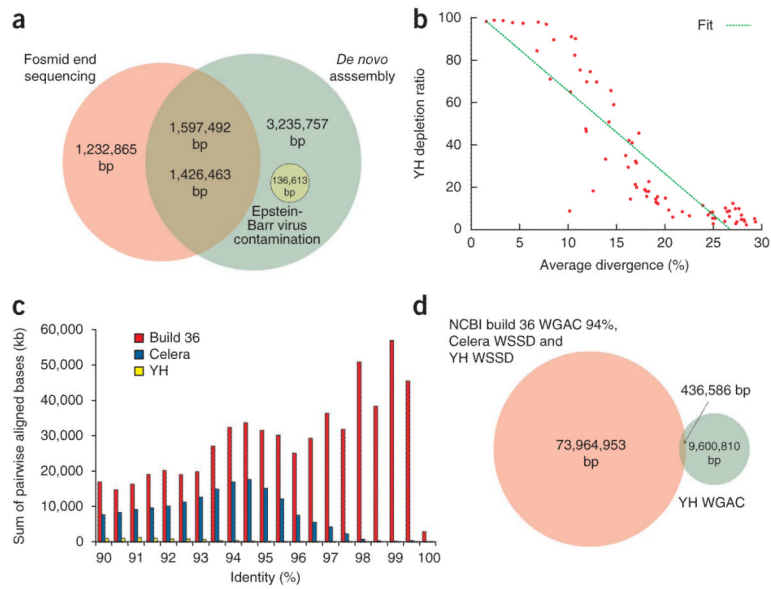 a
Fosmid end
sequencing
De novo
asssembly
1,232,865
bp
1,597,492
bp
1,426,463
bp
3,235,757
bp
136,613
bp
Epstein-
Barr virus
contamination
b
YH depletion ratio
100
80
60
40
20
0
0
5
10
15
20
25
30
Fit
Average divergence (%)
c
Sum of pairwise aligned bases (kb)
60,000
50,000
40,000
30,000
20,000
10,000
0
Build 36
Celera
YH
90
91
92
93
94
95
96
97
98
99
100
Identity (%)
d
NCBI build 36 WGAC 94%,
Celera WSSD and
YH WSSD
436,586 bp
73,964,953
bp
9,600,810
bp
YH WGAC